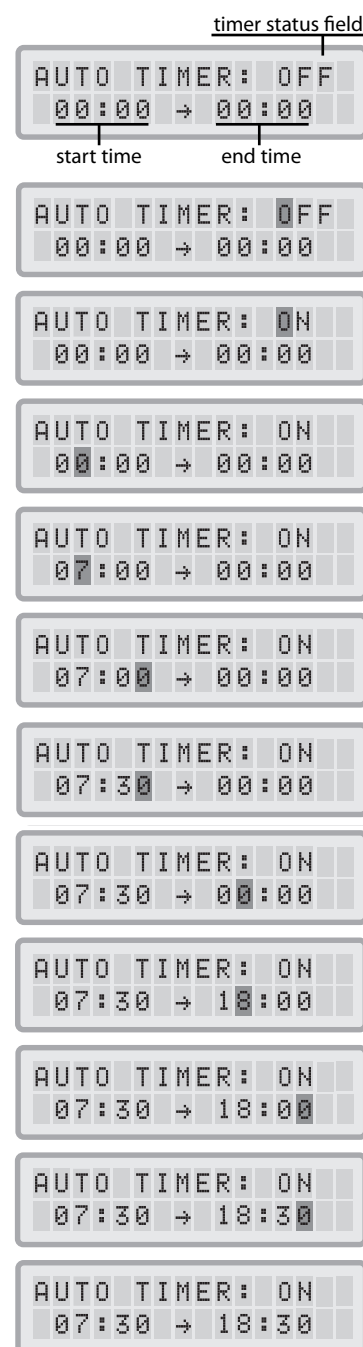 timer status field
AUTO TIMER: OFF
00:00 → 00:00
start time end time
AUTO TIMER: OFF
00:00 → 00:00
AUTO TIMER: ON
00:00 → 00:00
AUTO TIMER: ON
00:00 → 00:00
AUTO TIMER: ON
07:00 → 00:00
AUTO TIMER: ON
07:00 → 00:00
AUTO TIMER: ON
07:30 → 00:00
AUTO TIMER: ON
07:30 → 00:00
AUTO TIMER: ON
07:30 → 18:00
AUTO TIMER: ON
07:30 → 18:00
AUTO TIMER: ON
07:30 → 18:30
AUTO TIMER: ON
07:30 → 18:30